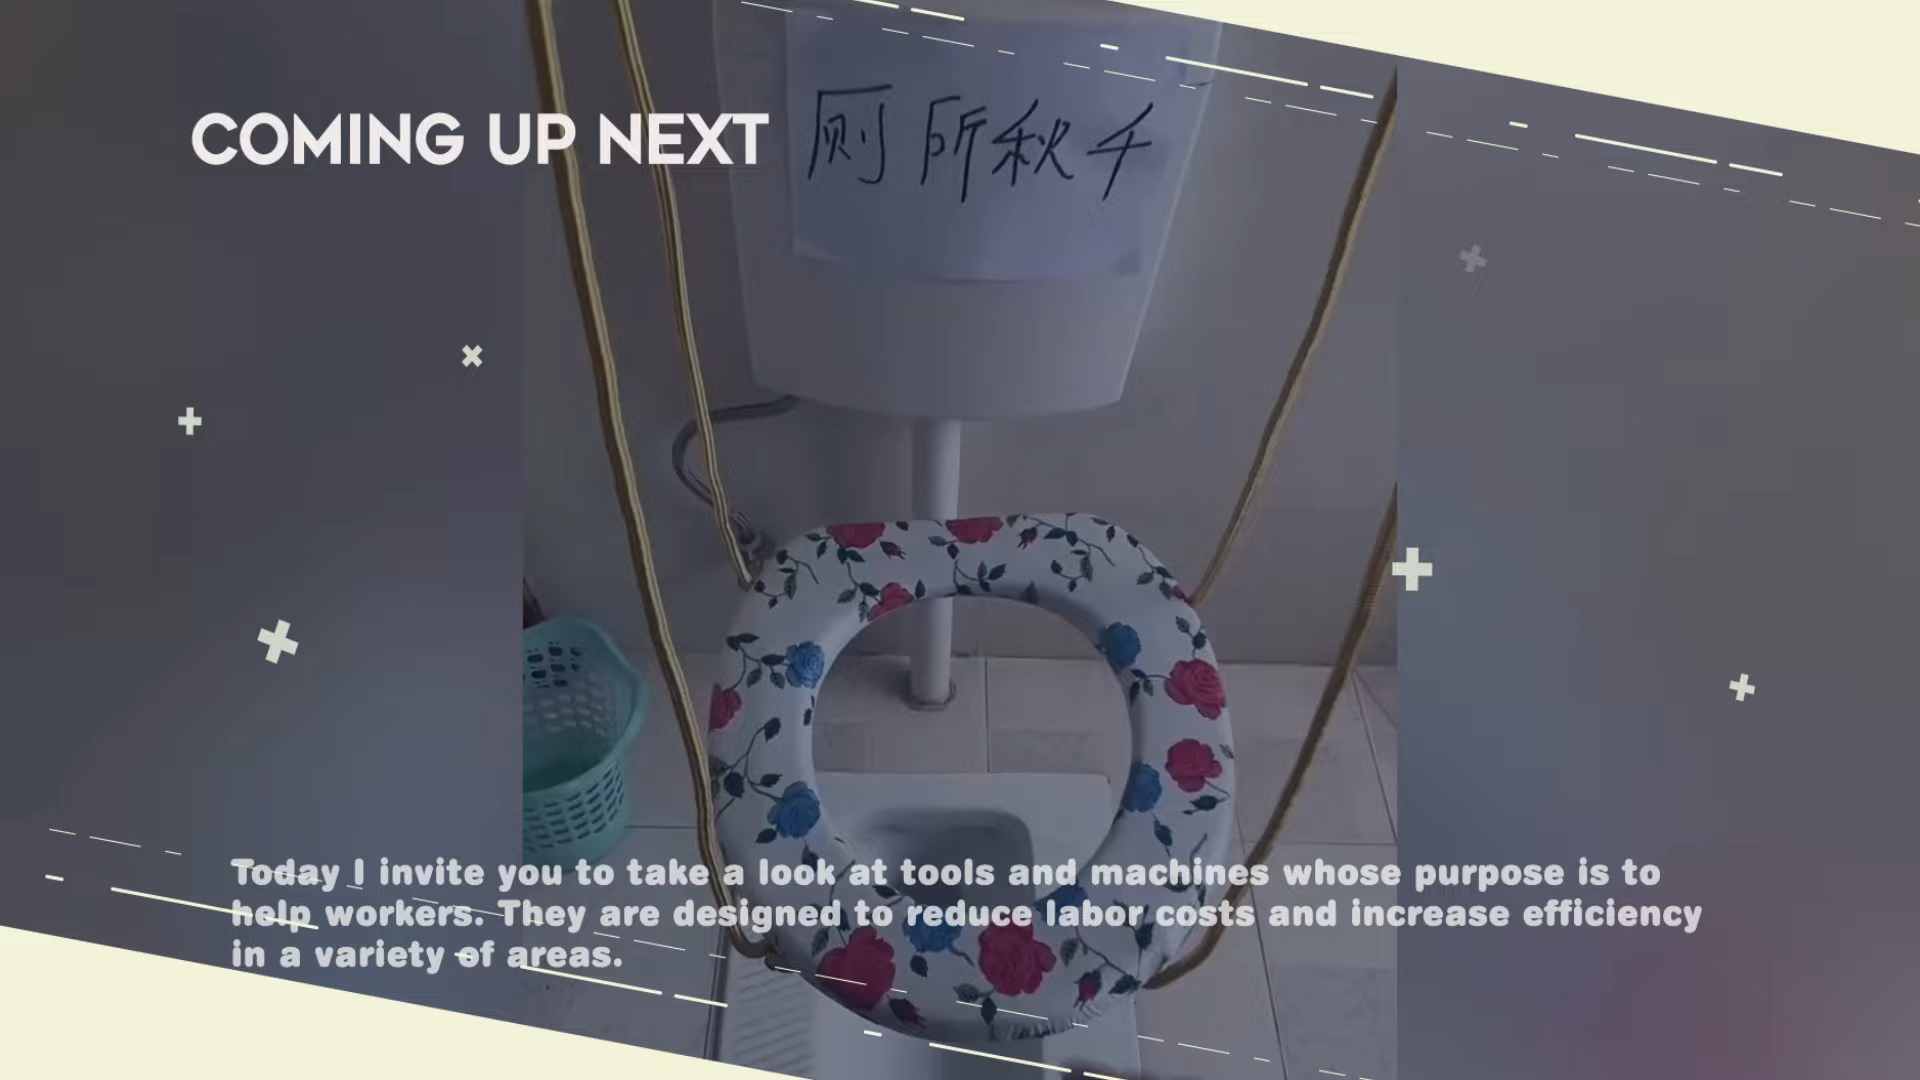 COMING UP NEXT
厕所秋千
Today I invite you to take a look at tools and machines whose purpose is to
help workers. They are designed to reduce labor costs and increase efficiency
in a variety of areas.